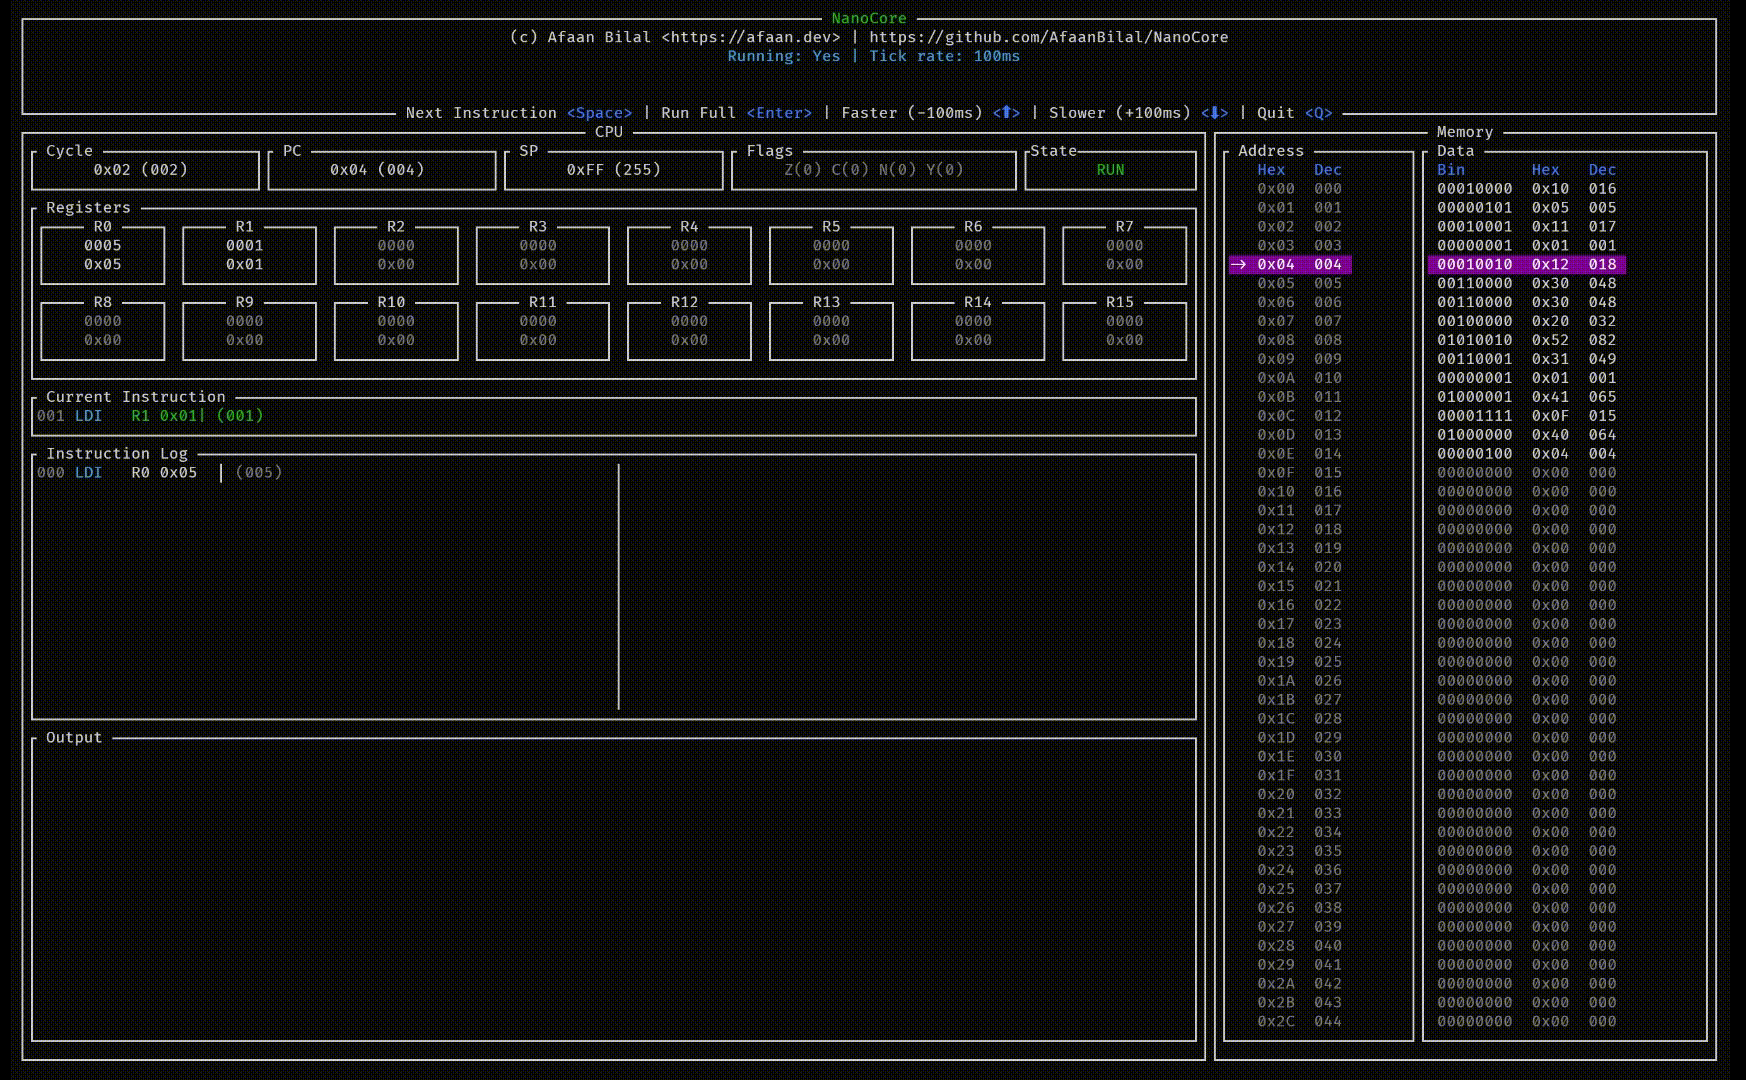 NanoCore
(c) Afaan Bilal <https://afaan.dev> | https://github.com/AfaanBilal/NanoCore
Running: Yes | Tick rate: 100ms
Next Instruction <Space> | Run Full <Enter> | Faster (-100ms) <⬆> | Slower (+100ms) <⬇> | Quit <Q>
CPU
Cycle PC SP Flags State
0x02 (002) 0x04 (004) 0xFF (255) Z(0) C(0) N(0) Y(0) RUN
Registers
R0 R1 R2 R3 R4 R5 R6 R7
0005 0001 0000 0000 0000 0000 0000 0000
0x05 0x01 0x00 0x00 0x00 0x00 0x00 0x00
R8 R9 R10 R11 R12 R13 R14 R15
0000 0000 0000 0000 0000 0000 0000 0000
0x00 0x00 0x00 0x00 0x00 0x00 0x00 0x00
Current Instruction
001 LDI R1 0x01| (001)
Instruction Log
000 LDI R0 0x05 | (005)
Output
Memory
Address Data
Hex Dec Bin Hex Dec
0x00 000 00010000 0x10 016
0x01 001 00000101 0x05 005
0x02 002 00010001 0x11 017
0x03 003 00000001 0x01 001
→ 0x04 004 00010010 0x12 018
0x05 005 00110000 0x30 048
0x06 006 00110000 0x30 048
0x07 007 00100000 0x20 032
0x08 008 01010010 0x52 082
0x09 009 00110001 0x31 049
0x0A 010 00000001 0x01 001
0x0B 011 01000001 0x41 065
0x0C 012 00001111 0x0F 015
0x0D 013 01000000 0x40 064
0x0E 014 00000100 0x04 004
0x0F 015 00000000 0x00 000
0x10 016 00000000 0x00 000
0x11 017 00000000 0x00 000
0x12 018 00000000 0x00 000
0x13 019 00000000 0x00 000
0x14 020 00000000 0x00 000
0x15 021 00000000 0x00 000
0x16 022 00000000 0x00 000
0x17 023 00000000 0x00 000
0x18 024 00000000 0x00 000
0x19 025 00000000 0x00 000
0x1A 026 00000000 0x00 000
0x1B 027 00000000 0x00 000
0x1C 028 00000000 0x00 000
0x1D 029 00000000 0x00 000
0x1E 030 00000000 0x00 000
0x1F 031 00000000 0x00 000
0x20 032 00000000 0x00 000
0x21 033 00000000 0x00 000
0x22 034 00000000 0x00 000
0x23 035 00000000 0x00 000
0x24 036 00000000 0x00 000
0x25 037 00000000 0x00 000
0x26 038 00000000 0x00 000
0x27 039 00000000 0x00 000
0x28 040 00000000 0x00 000
0x29 041 00000000 0x00 000
0x2A 042 00000000 0x00 000
0x2B 043 00000000 0x00 000
0x2C 044 00000000 0x00 000